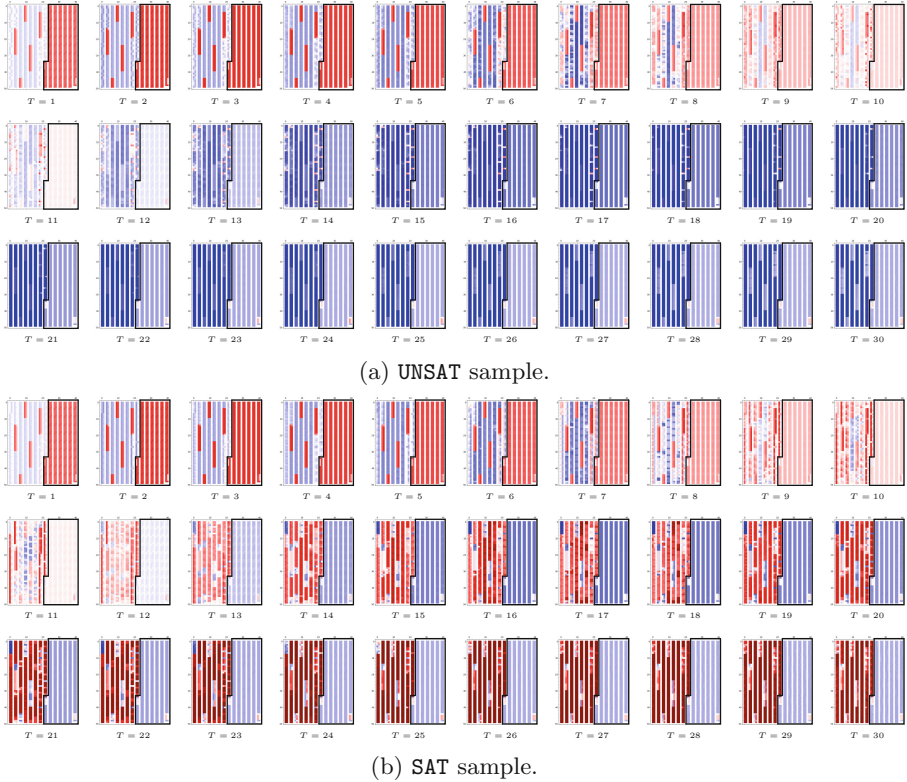 T = 1 T = 2 T = 3 T = 4 T = 5 T = 6 T = 7 T = 8 T = 9 T = 10
T = 11 T = 12 T = 13 T = 14 T = 15 T = 16 T = 17 T = 18 T = 19 T = 20
T = 21 T = 22 T = 23 T = 24 T = 25 T = 26 T = 27 T = 28 T = 29 T = 30
(a) UNSAT sample.
T = 1 T = 2 T = 3 T = 4 T = 5 T = 6 T = 7 T = 8 T = 9 T = 10
T = 11 T = 12 T = 13 T = 14 T = 15 T = 16 T = 17 T = 18 T = 19 T = 20
T = 21 T = 22 T = 23 T = 24 T = 25 T = 26 T = 27 T = 28 T = 29 T = 30
(b) SAT sample.